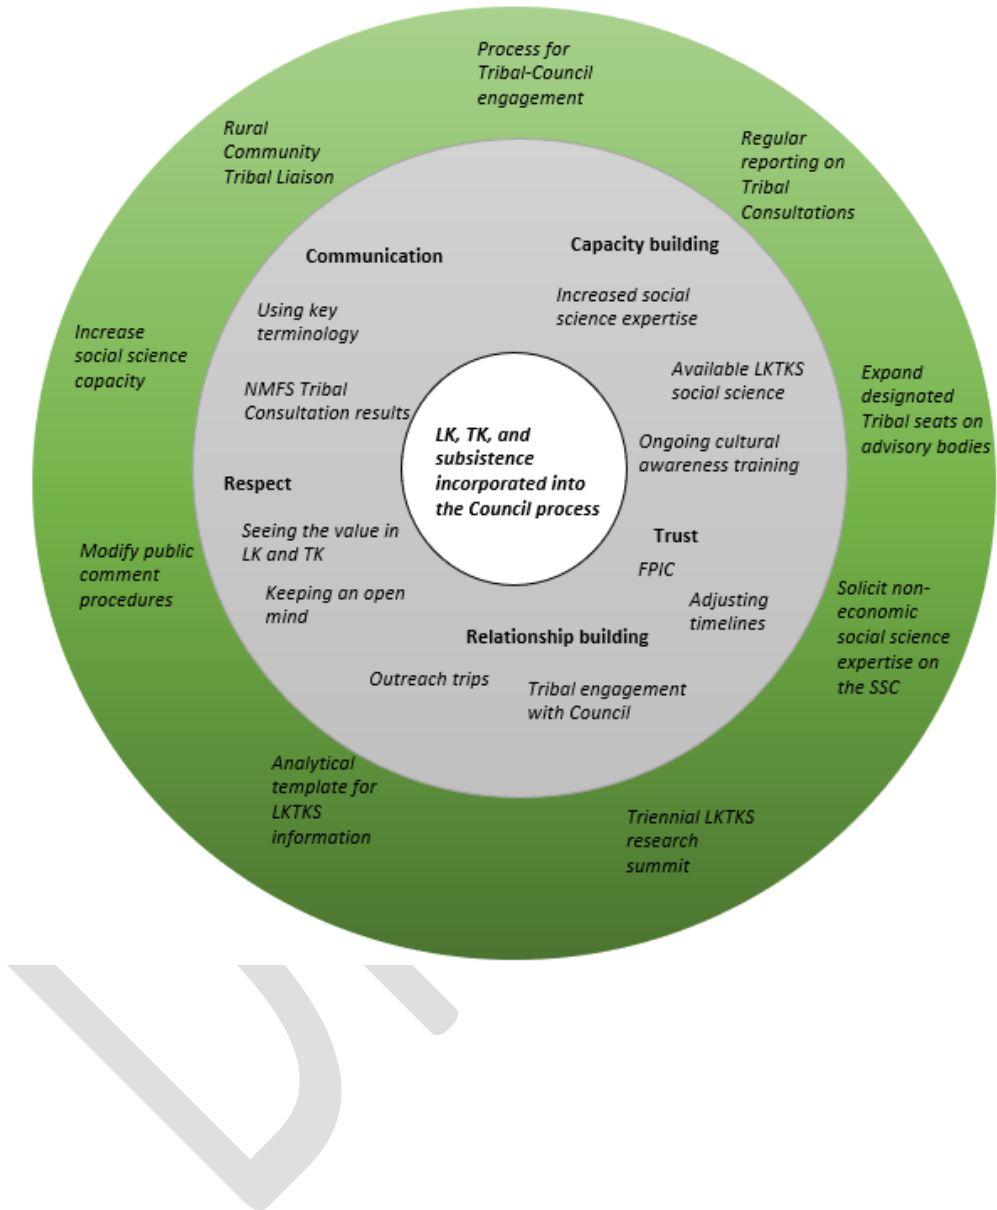 Process for
Tribal-Council
engagement
Rural
Community
Tribal Liaison
Regular
reporting on
Tribal
Consultations
Communication
Capacity building
Using key
terminology
Increased social
science expertise
Increase
social science
capacity
NMFS Tribal
Consultation results
Available LKTKS
social science
Expand
designated
Tribal seats on
advisory bodies
LK, TK, and
subsistence
incorporated into
the Council process
Ongoing cultural
awareness training
Respect
Seeing the value in
LK and TK
Keeping an open
mind
Trust
FPIC
Adjusting
timelines
Modify public
comment
procedures
Solicit non-
economic
social science
expertise on
the SSC
Relationship building
Outreach trips
Tribal engagement
with Council
Analytical
template for
LKTKS
information
Triennial LKTKS
research
summit